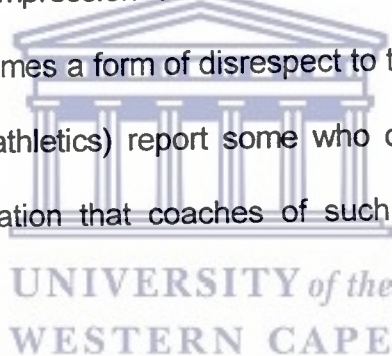 mes a form of disrespect to t
athletics) report some who
ation that coaches of such
UNIVERSITY of the
WESTERN CAPE